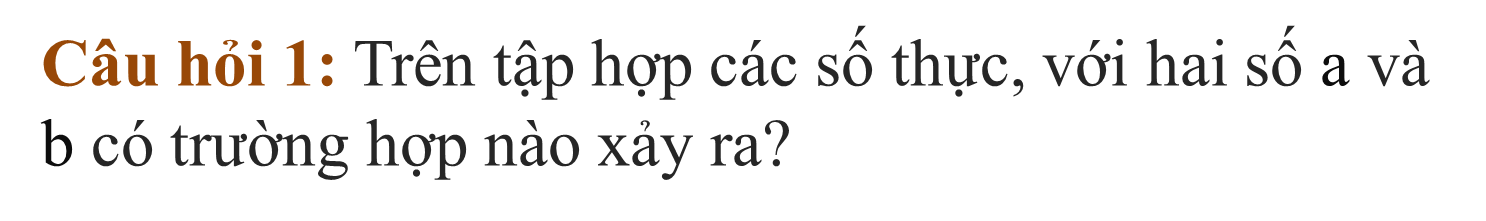 Câu hỏi 1: Trên tập hợp các số thực, với hai số a và
b có trường hợp nào xảy ra?